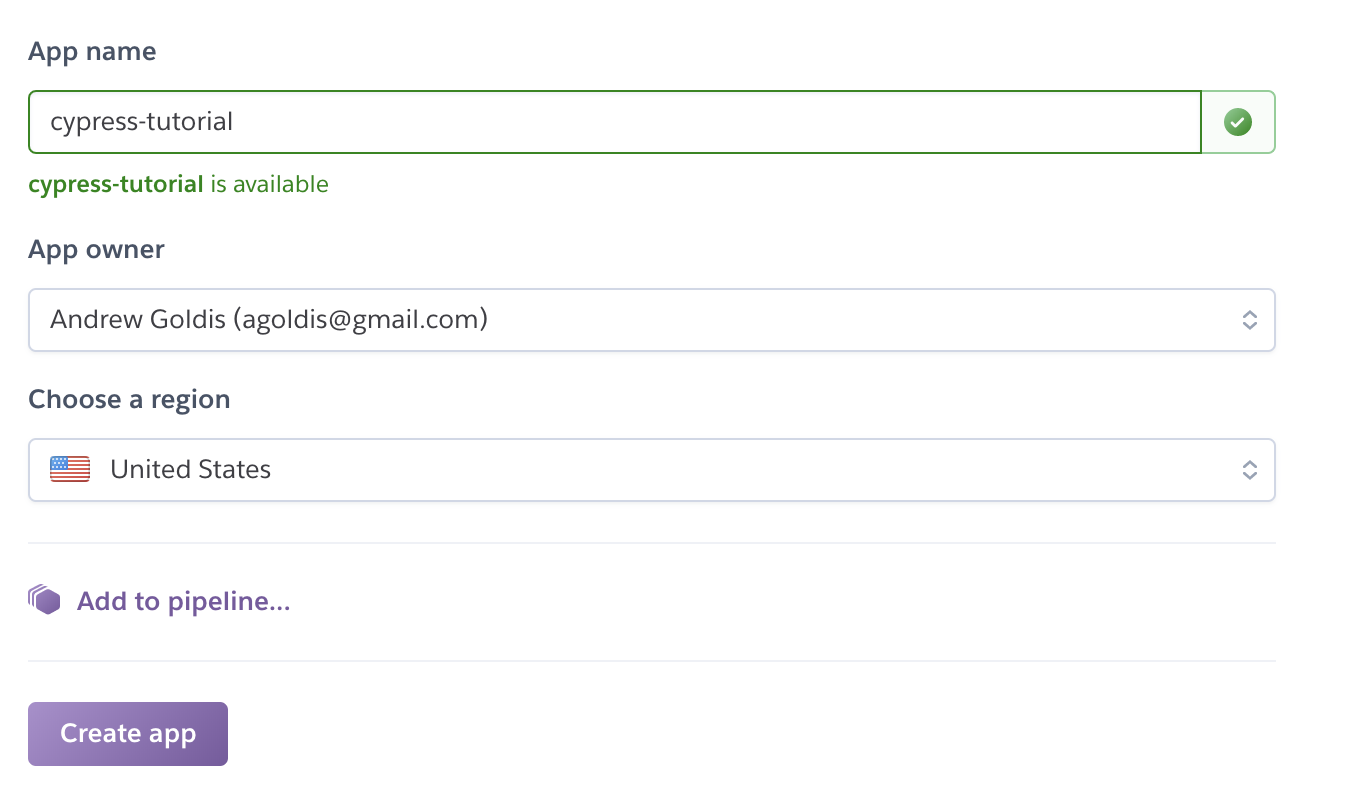 App name
cypress-tutorial
cypress-tutorial is available
App owner
Andrew Goldis (agoldis@gmail.com)
Choose a region
United States
Add to pipeline...
Create app